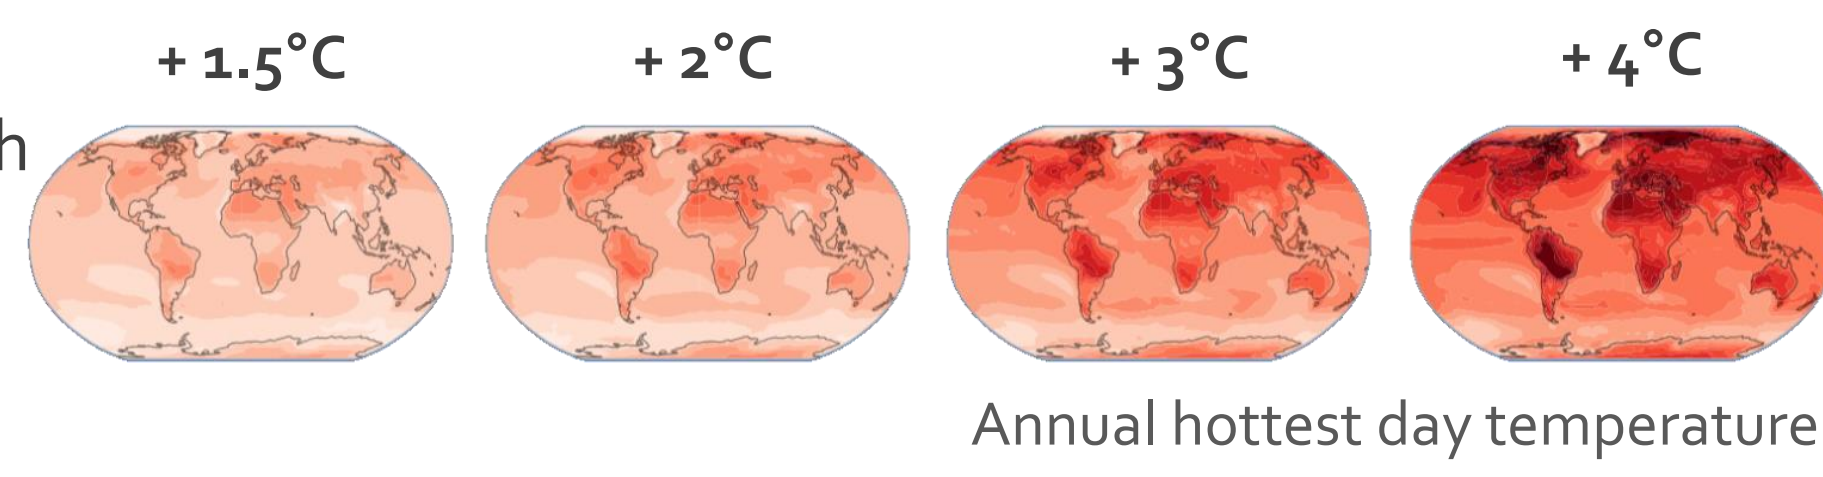 + 1.5°C + 2°C + 3°C + 4°C
h
Annual hottest day temperature